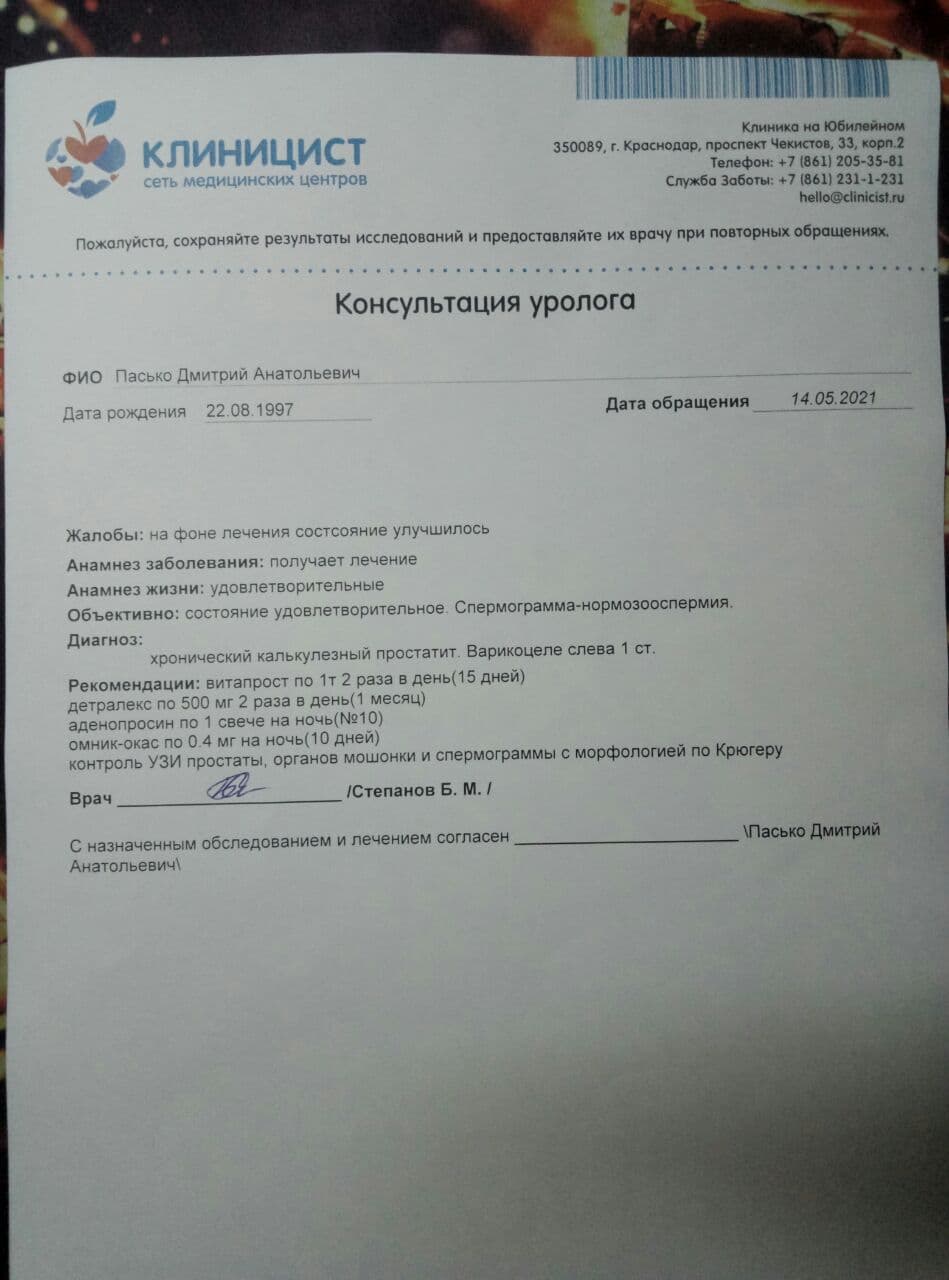 КЛИНИЦИСТ
сеть медицинских центров
Клиника на Юбилейном
350089, г. Краснодар, проспект Чекистов, 33, корп.2
Телефон: +7 (861) 205-35-81
Служба Заботы: +7 (861) 231-1-231
hello@clinicist.ru
Пожалуйста, сохраняйте результаты исследований и предоставляйте их врачу при повторных обращениях.
Консультация уролога
ФИО Пасько Дмитрий Анатольевич
Дата рождения 22.08.1997
Дата обращения 14.05.2021
Жалобы: на фоне лечения состсояние улучшилось
Анамнез заболевания: получает лечение
Анамнез жизни: удовлетворительные
Объективно: состояние удовлетворительное. Спермограмма-нормозооспермия.
Диагноз:
хронический калькулезный простатит. Варикоцеле слева 1 ст.
Рекомендации: витапрост по 1т 2 раза в день(15 дней)
детралекс по 500 мг 2 раза в день(1 месяц)
аденопросин по 1 свече на ночь(№10)
омник-окас по 0.4 мг на ночь(10 дней)
контроль УЗИ простаты, органов мошонки и спермограммы с морфологией по Крюгеру
Врач /Степанов Б. М. /
С назначенным обследованием и лечением согласен \Пасько Дмитрий
Анатольевич\